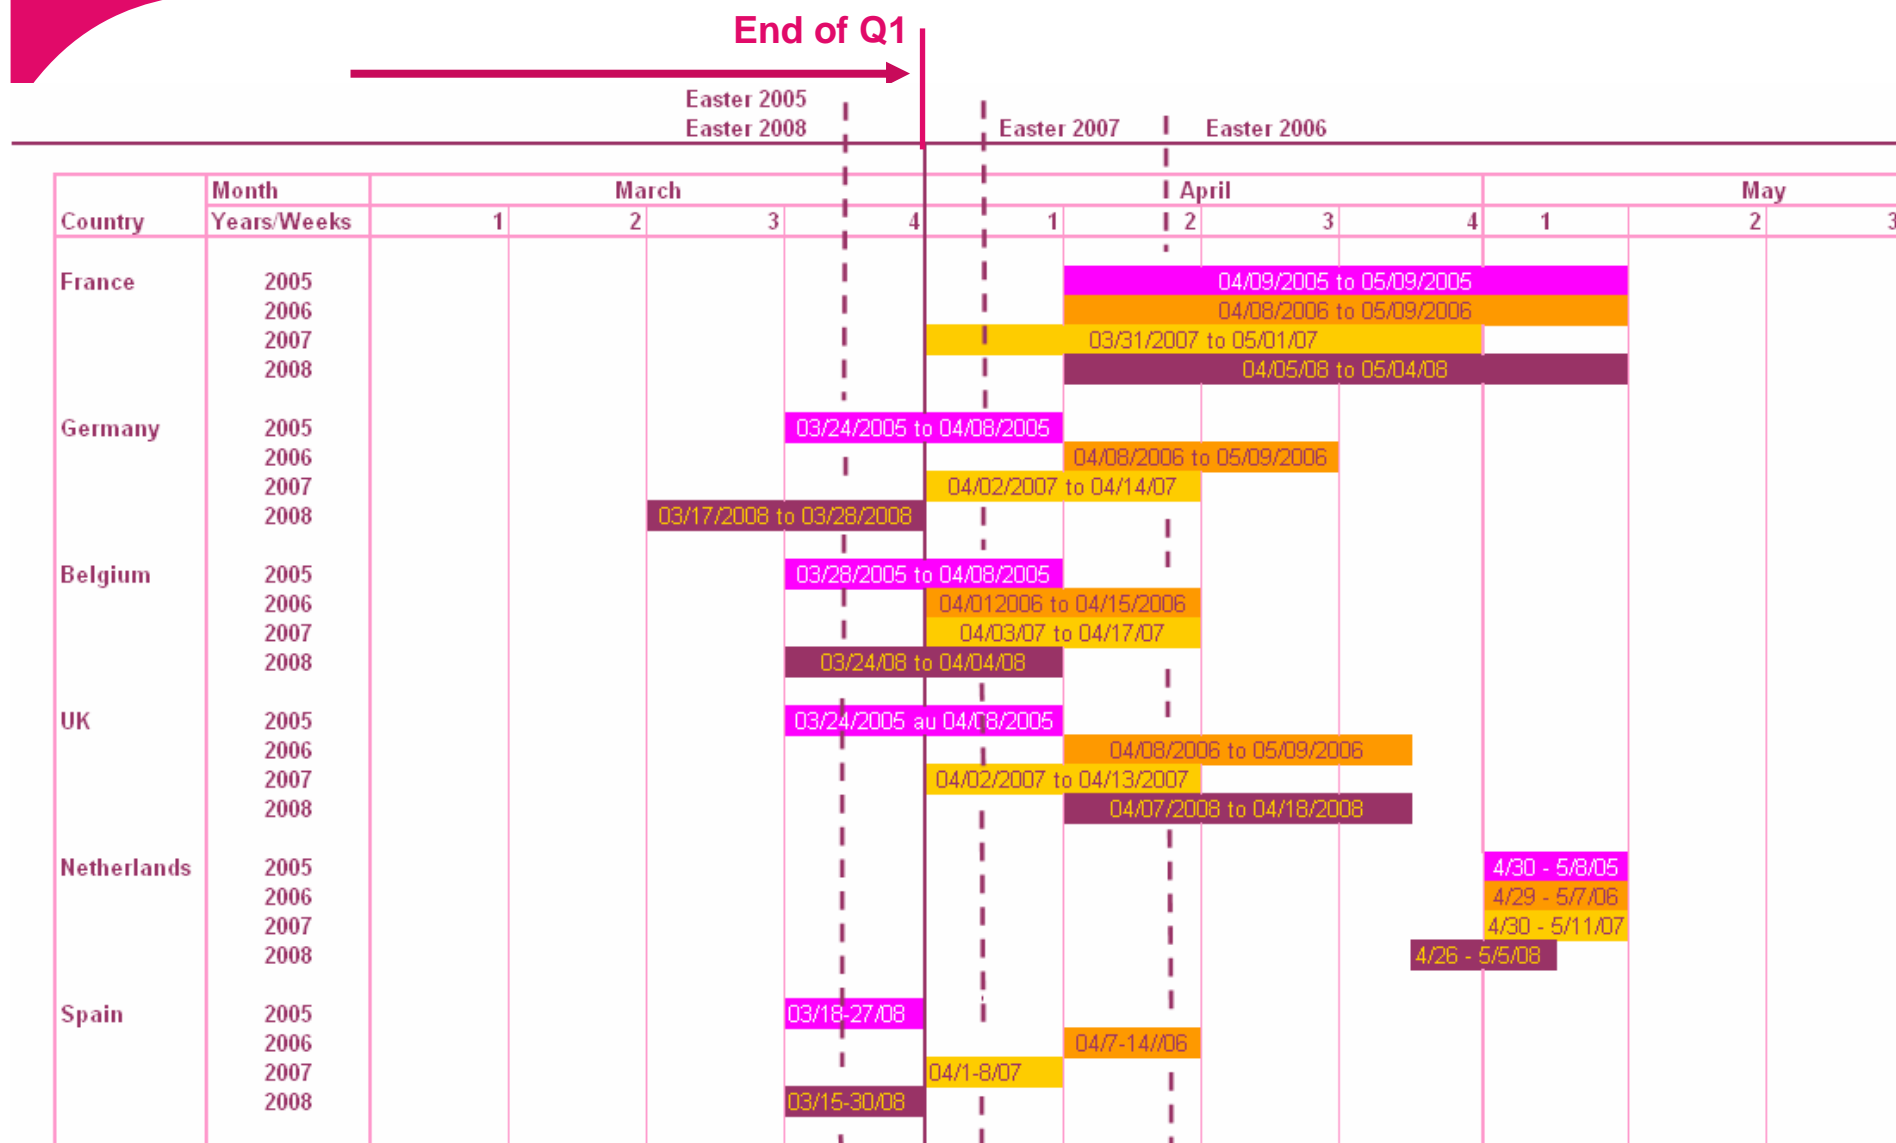 End of Q1
Easter 2005
Easter 2008 Easter 2007 Easter 2006
Month March April May
Country Years/Weeks 1 2 3 4 1 2 3 4 1 2 3
France 2005 04/09/2005 to 05/09/2005
2006 04/08/2006 to 05/09/2006
2007 03/31/2007 to 05/01/07
2008 04/05/08 to 05/04/08
Germany 2005 03/24/2005 to 04/08/2005
2006 04/08/2006 to 05/09/2006
2007 04/02/2007 to 04/14/07
2008 03/17/2008 to 03/28/2008
Belgium 2005 03/28/2005 to 04/08/2005
2006 04/012006 to 04/15/2006
2007 04/03/07 to 04/17/07
2008 03/24/08 to 04/04/08
UK 2005 03/24/2005 au 04/08/2005
2006 04/08/2006 to 05/09/2006
2007 04/02/2007 to 04/13/2007
2008 04/07/2008 to 04/18/2008
Netherlands 2005 4/30 - 5/8/05
2006 4/29 - 5/7/06
2007 4/30 - 5/11/07
2008 4/26 - 5/5/08
Spain 2005 03/18-27/08
2006 04/7-14//06
2007 04/1-8/07
2008 03/15-30/08